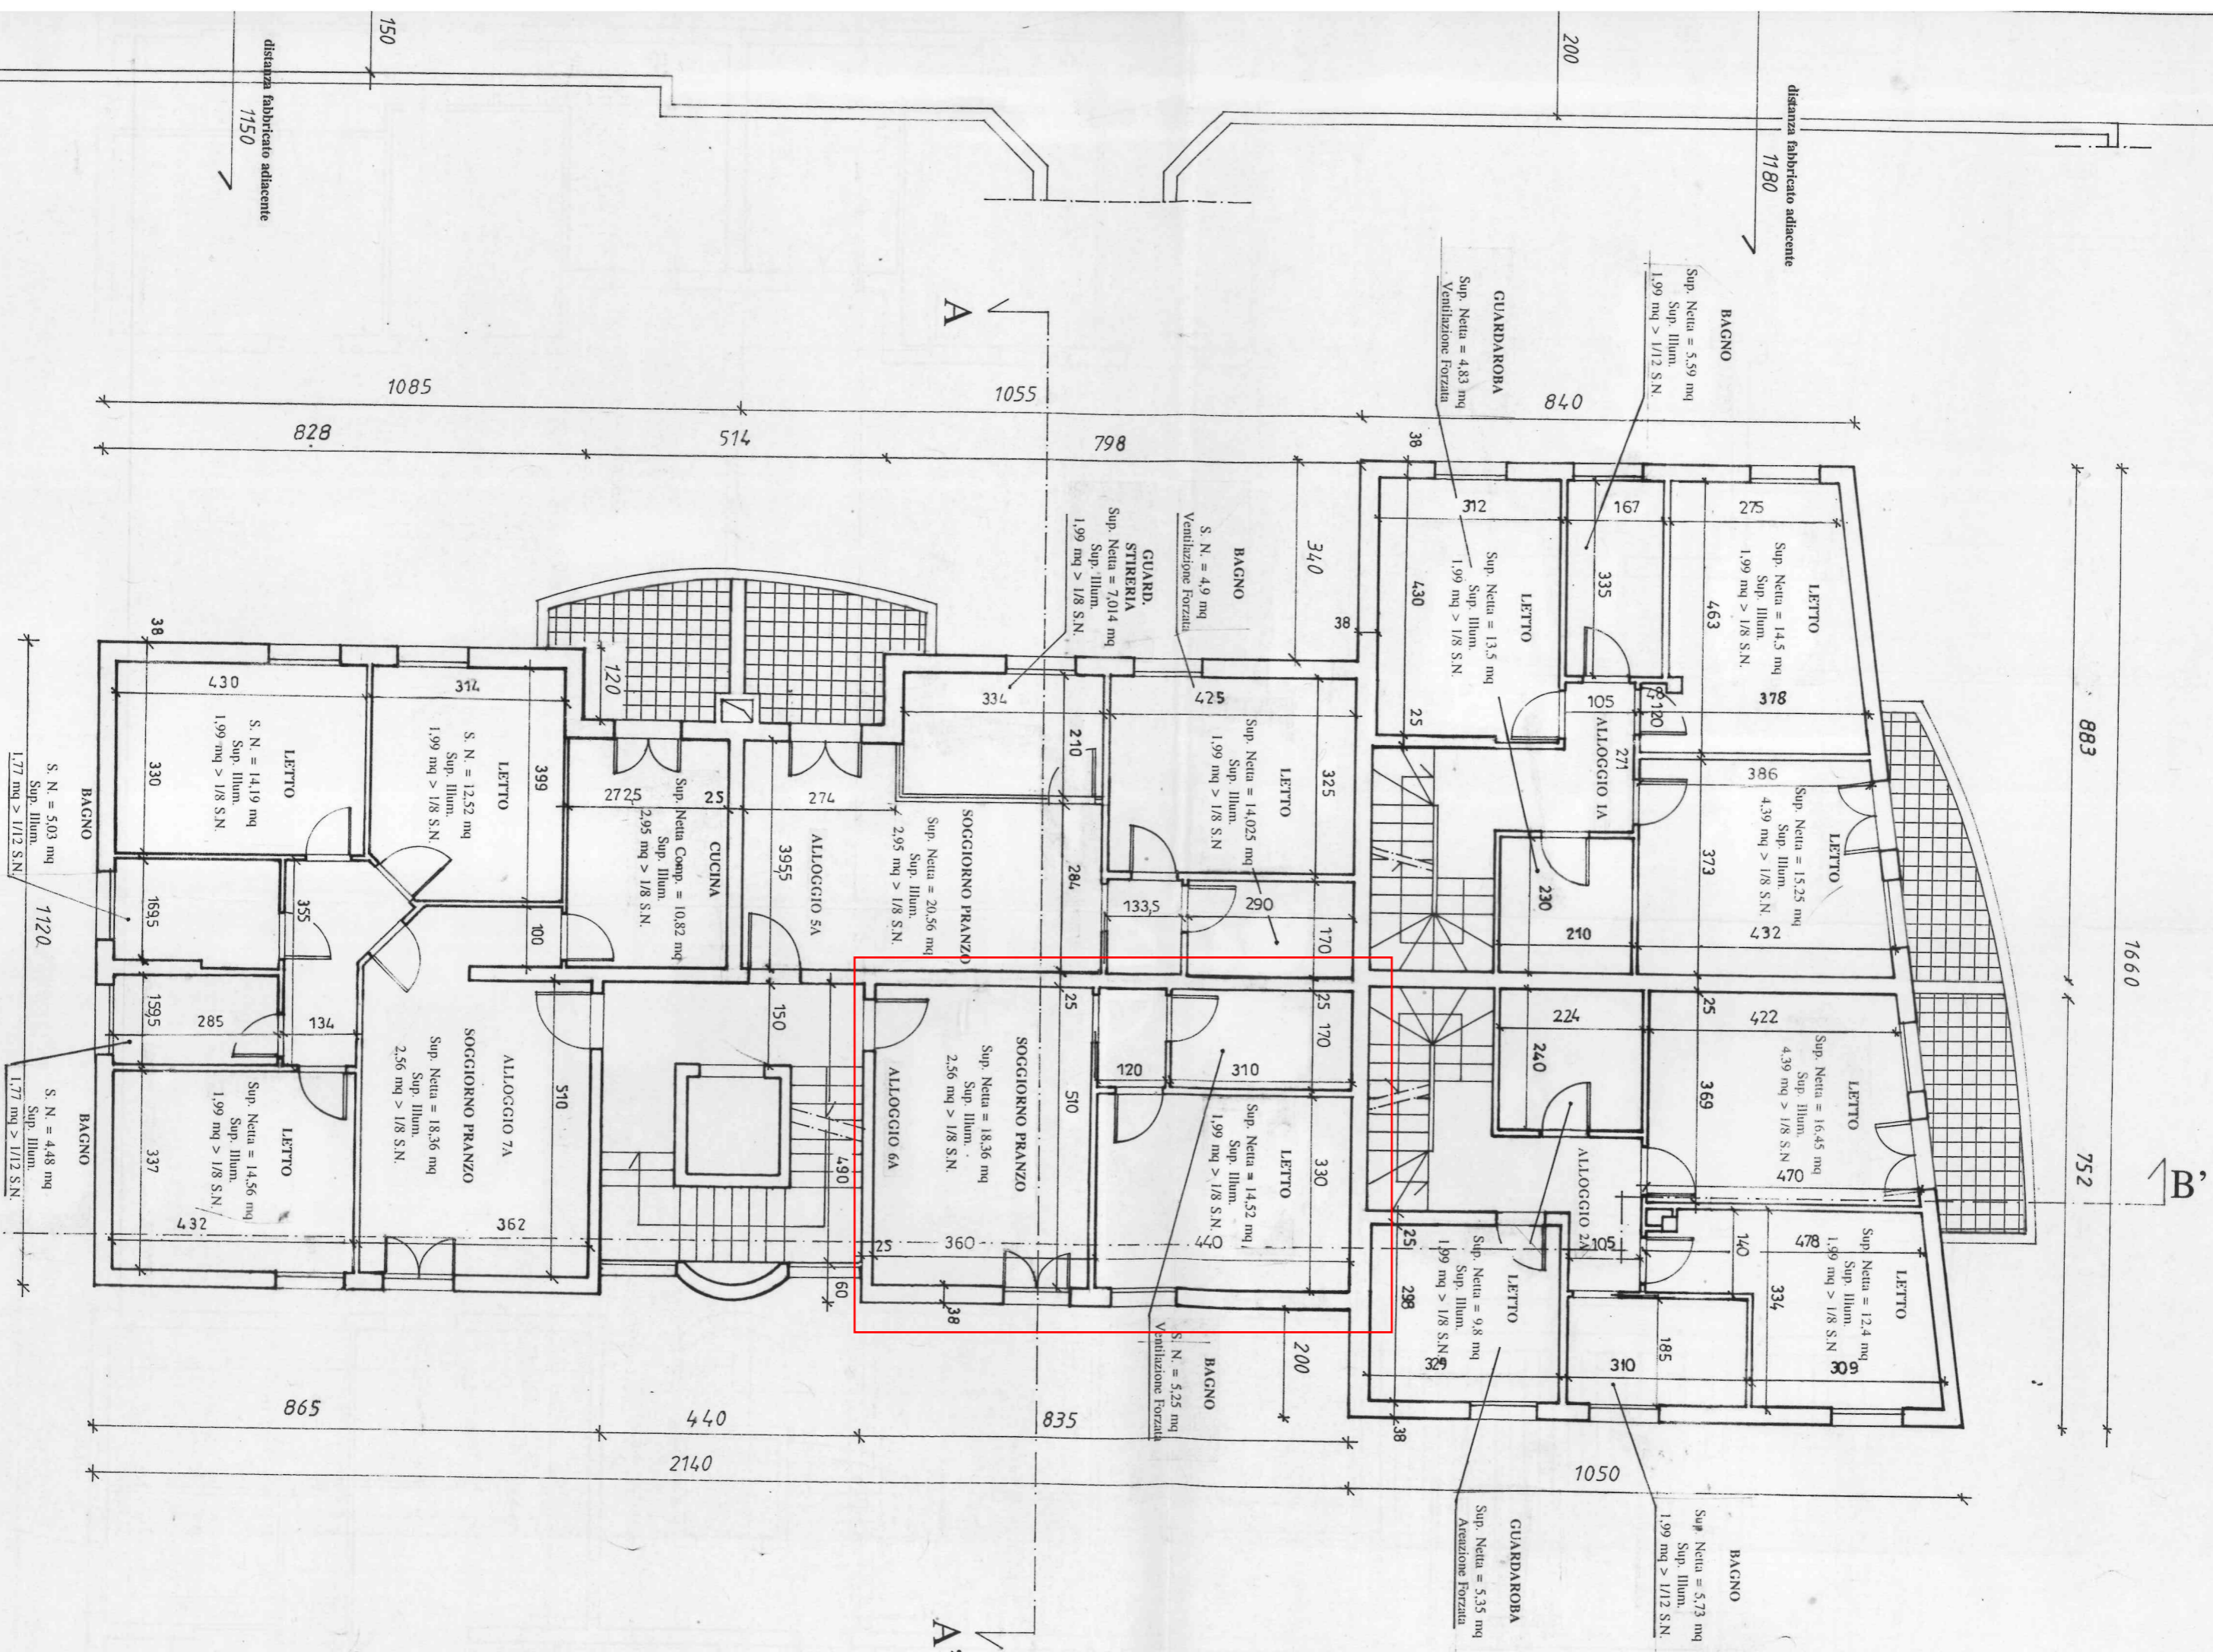 150
200
distanza fabbricato adiacente
1150
distanza fabbricato adiacente
1180
A
BAGNO
Sup. Netta = 5,59 mq
Sup. Illum.
1,99 mq > 1/12 S.N.
GUARDAROBA
Sup. Netta = 4,83 mq
Ventilazione Forzata
1085
1055
840
828
514
798
38
340
38
883
1660
BAGNO
S. N. = 4,9 mq
Ventilazione Forzata
GUARD.
STIRERIA
Sup. Netta = 7,014 mq
Sup. Illum.
1,99 mq > 1/8 S.N.
312
167
275
LETTO
Sup. Netta = 13,5 mq
Sup. Illum.
1,99 mq > 1/8 S.N.
430
25
335
LETTO
Sup. Netta = 14,5 mq
Sup. Illum.
1,99 mq > 1/8 S.N.
463
378
105
48
120
ALLOGGIO 1A
271
386
LETTO
Sup. Netta = 15,25 mq
Sup. Illum.
4,39 mq > 1/8 S.N.
373
432
230
210
38
120
430
314
LETTO
S. N. = 14,19 mq
Sup. Illum.
1,99 mq > 1/8 S.N.
330
LETTO
S. N. = 12,52 mq
Sup. Illum.
1,99 mq > 1/8 S.N.
399
BAGNO
S. N. = 5,03 mq
Sup. Illum.
1,77 mq > 1/12 S.N.
1120
169,5
355
100
2725
25
CUCINA
Sup. Netta Comp. = 10,82 mq
Sup. Illum.
2,95 mq > 1/8 S.N.
274
3955
ALLOGGIO 5A
334
210
SOGGIORNO PRANZO
Sup. Netta = 20,56 mq
Sup. Illum.
2,95 mq > 1/8 S.N.
284
425
LETTO
Sup. Netta = 14,025 mq
Sup. Illum.
1,99 mq > 1/8 S.N
325
133,5
290
170
1595
285
134
BAGNO
S. N. = 4,48 mq
Sup. Illum.
1,77 mq > 1/12 S.N.
337
LETTO
Sup. Netta = 14,56 mq
Sup. Illum.
1,99 mq > 1/8 S.N.
432
ALLOGGIO 7A
SOGGIORNO PRANZO
Sup. Netta = 18,36 mq
Sup. Illum.
2,56 mq > 1/8 S.N.
510
362
150
490
60
25
ALLOGGIO 6A
SOGGIORNO PRANZO
Sup. Netta = 18,36 mq
Sup. Illum.
2,56 mq > 1/8 S.N.
25
510
360
38
120
310
25
170
LETTO
Sup. Netta = 14,52 mq
Sup. Illum.
1,99 mq > 1/8 S.N.
330
440
200
BAGNO
S. N. = 5,25 mq
Ventilazione Forzata
224
240
25
422
LETTO
Sup. Netta = 16,45 mq
Sup. Illum.
4,39 mq > 1/8 S.N
369
470
752
B'
ALLOGGIO 2A
105
25
LETTO
Sup. Netta = 9,8 mq
Sup. Illum.
1,99 mq > 1/8 S.N.
298
329
38
140
478
LETTO
Sup. Netta = 12,4 mq
Sup. Illum.
1,99 mq > 1/8 S.N
334
309
185
310
865
440
835
2140
1050
GUARDAROBA
Sup. Netta = 5,35 mq
Areazione Forzata
BAGNO
Sup. Netta = 5,73 mq
Sup. Illum.
1,99 mq > 1/12 S.N.
A'